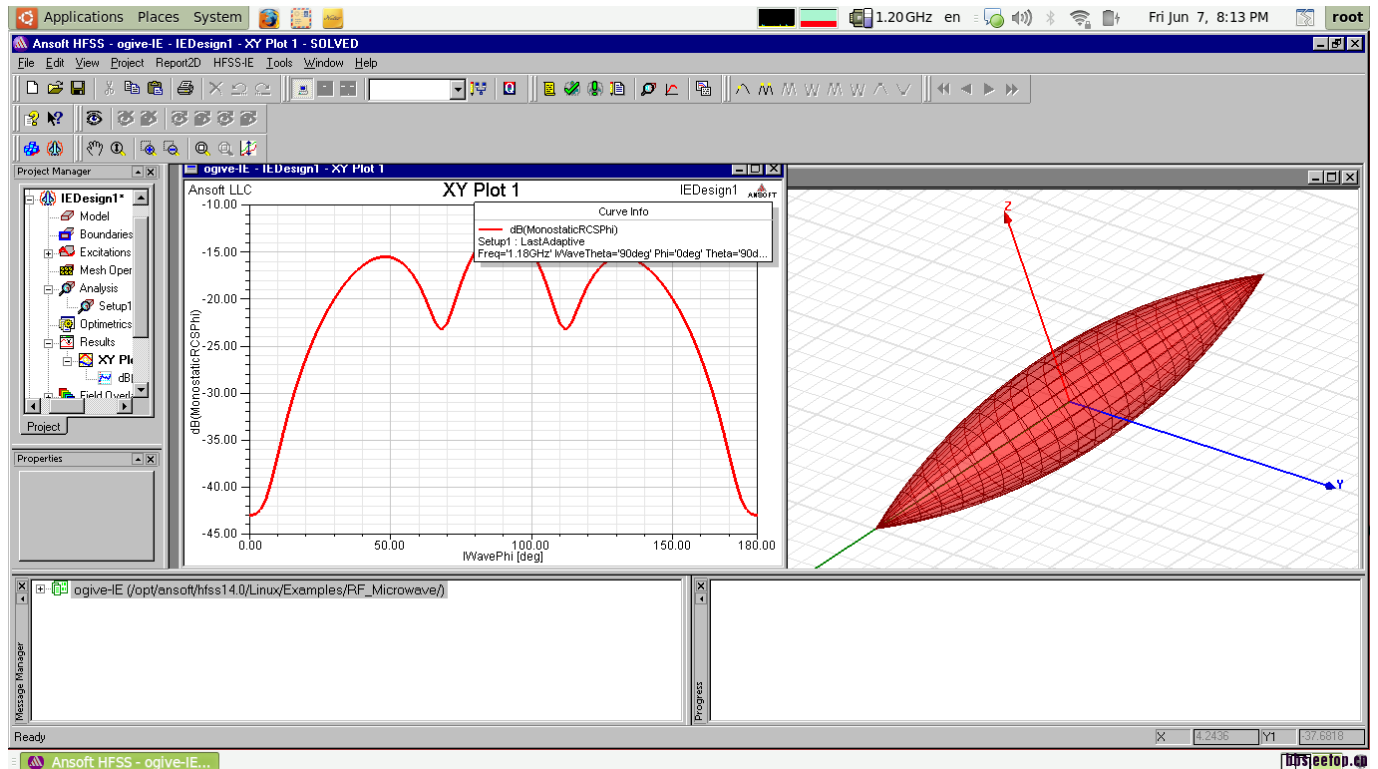 Applications Places System 1.20 GHz en Fri Jun 7, 8:13 PM root
Ansoft HFSS - ogive-IE - IEDesign1 - XY Plot 1 - SOLVED
File Edit View Project Report2D HFSS-IE Tools Window Help
Project Manager
IEDesign1*
Model
Boundaries
Excitations
Mesh Oper
Analysis
Setup1
Optimetrics
Results
XY Plo
dB(
Field Overl
Project
Properties
ogive-IE - IEDesign1 - XY Plot 1
Ansoft LLC XY Plot 1 IEDesign1 ANSOFT
Curve Info
dB(MonostaticRCSPhi)
Setup1 : LastAdaptive
Freq='1.18GHz' IWaveTheta='90deg' Phi='0deg' Theta='90d...
dB(MonostaticRCSPhi)
-10.00
-15.00
-20.00
-25.00
-30.00
-35.00
-40.00
-45.00
0.00 50.00 100.00 150.00 180.00
IWavePhi [deg]
Z
Y
ogive-IE (/opt/ansoft/hfss14.0/Linux/Examples/RF_Microwave/)
Message Manager
Progress
Ready X 4.2436 Y1 -37.6818
Ansoft HFSS - ogive-IE...